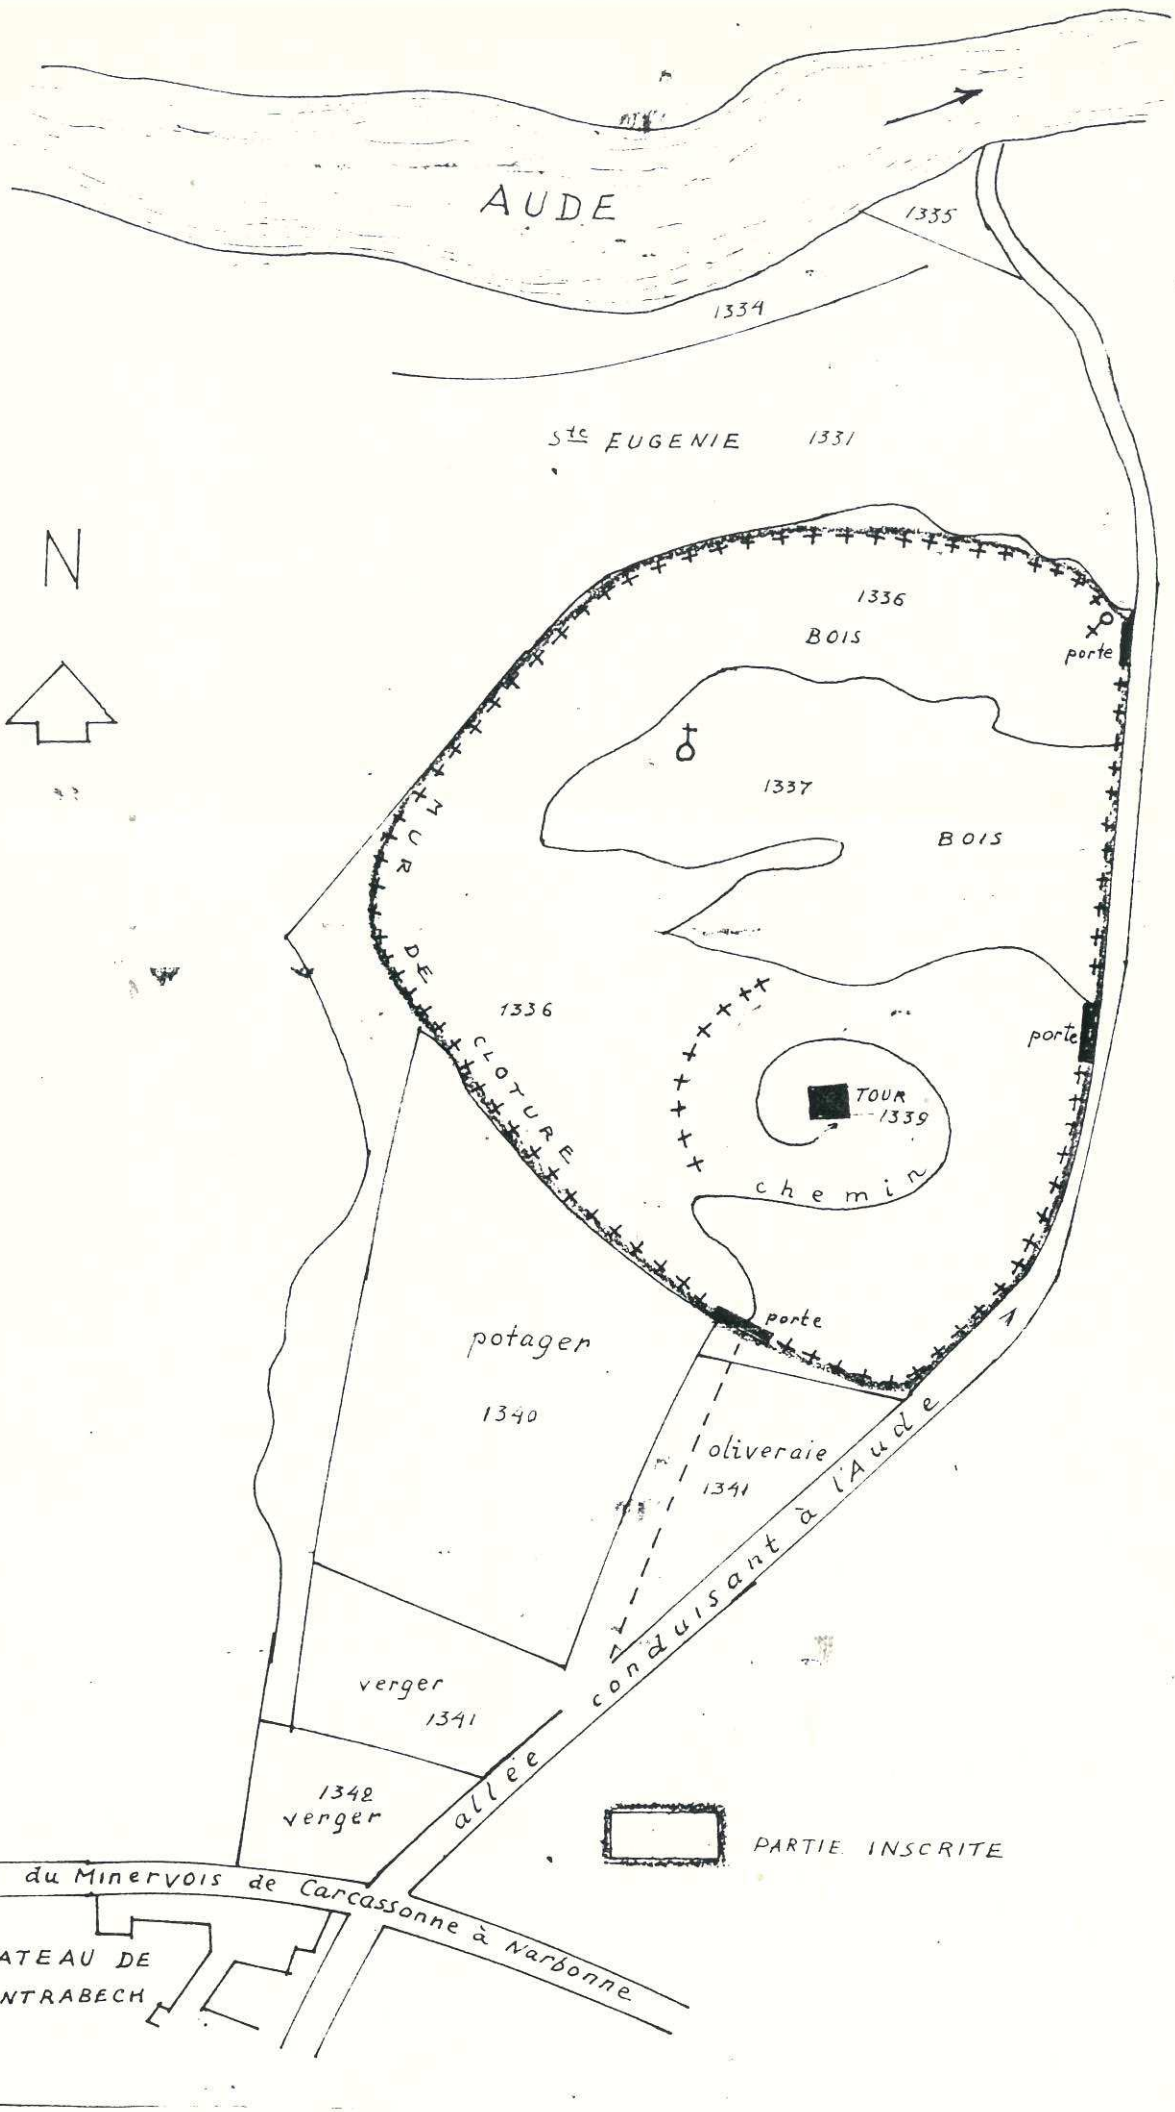 AUDE
1335
1334
Ste EUGENIE 1331
N
1336
BOIS
porte
1337
BOIS
MUR DE CLOTURE
1336
porte
TOUR
1339
chemin
porte
potager
1340
oliveraie
1341
allée conduisant à l'Aude
verger
1341
1342
verger
PARTIE INSCRITE
du Minervois de Carcassonne à Narbonne
ATEAU DE
NTRABECH